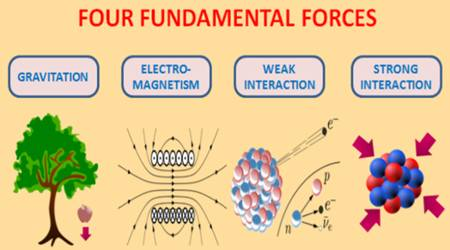 FOUR FUNDAMENTAL FORCES
GRAVITATION
ELECTRO-
MAGNETISM
WEAK
INTERACTION
STRONG
INTERACTION
e⁻
p
e⁻
ν̄ₑ
n